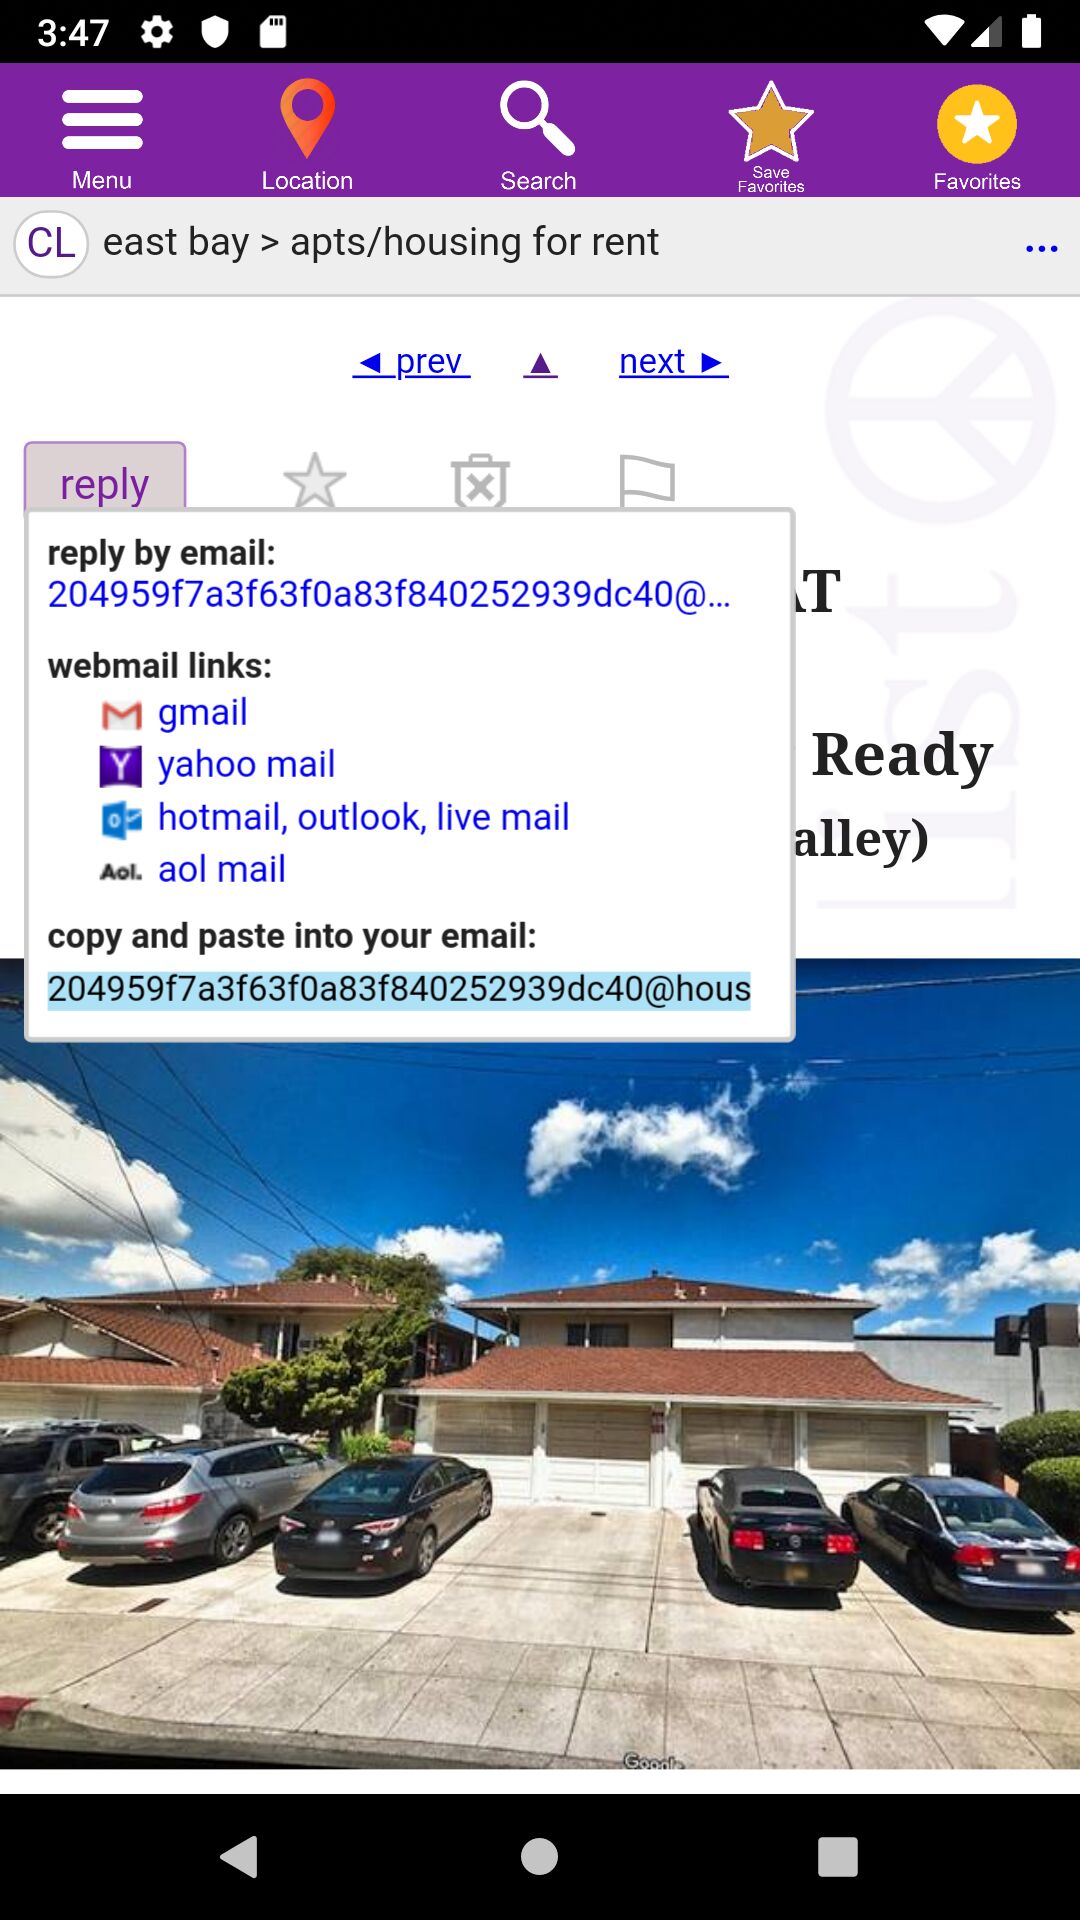 3:47
Menu
Location
Search
Save
Favorites
Favorites
CL east bay > apts/housing for rent ...
◄ prev ▲ next ►
reply
reply by email:
204959f7a3f63f0a83f840252939dc40@...
webmail links:
gmail
Y yahoo mail
hotmail, outlook, live mail
Aol. aol mail
copy and paste into your email:
204959f7a3f63f0a83f840252939dc40@hous
Ready
alley)
list
Google